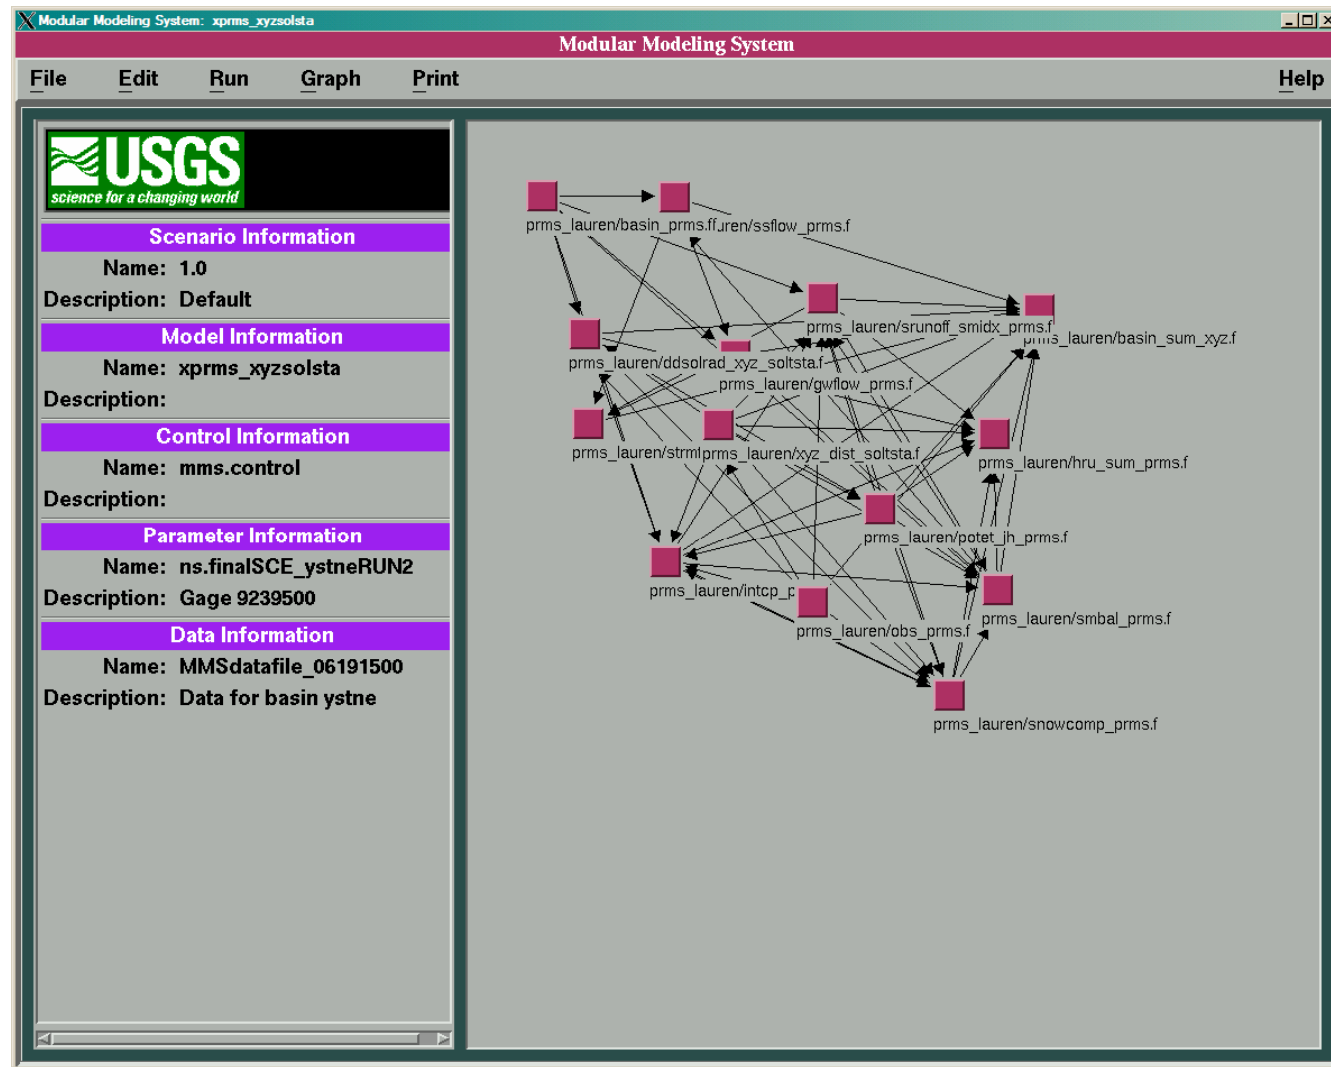 Modular Modeling System: xprms_xyzsolsta
Modular Modeling System
File Edit Run Graph Print Help
USGS
science for a changing world
Scenario Information
Name: 1.0
Description: Default
Model Information
Name: xprms_xyzsolsta
Description:
Control Information
Name: mms.control
Description:
Parameter Information
Name: ns.finalSCE_ystneRUN2
Description: Gage 9239500
Data Information
Name: MMSdatafile_06191500
Description: Data for basin ystne
prms_lauren/basin_prms.f
uren/ssflow_prms.f
prms_lauren/srunoff_smidx_prms.f
prms_lauren/basin_sum_xyz.f
prms_lauren/ddsolrad_xyz_soltsta.f
prms_lauren/gwflow_prms.f
prms_lauren/strml
prms_lauren/xyz_dist_soltsta.f
prms_lauren/hru_sum_prms.f
prms_lauren/potet_jh_prms.f
prms_lauren/intcp_p
prms_lauren/obs_prms.f
prms_lauren/smbal_prms.f
prms_lauren/snowcomp_prms.f